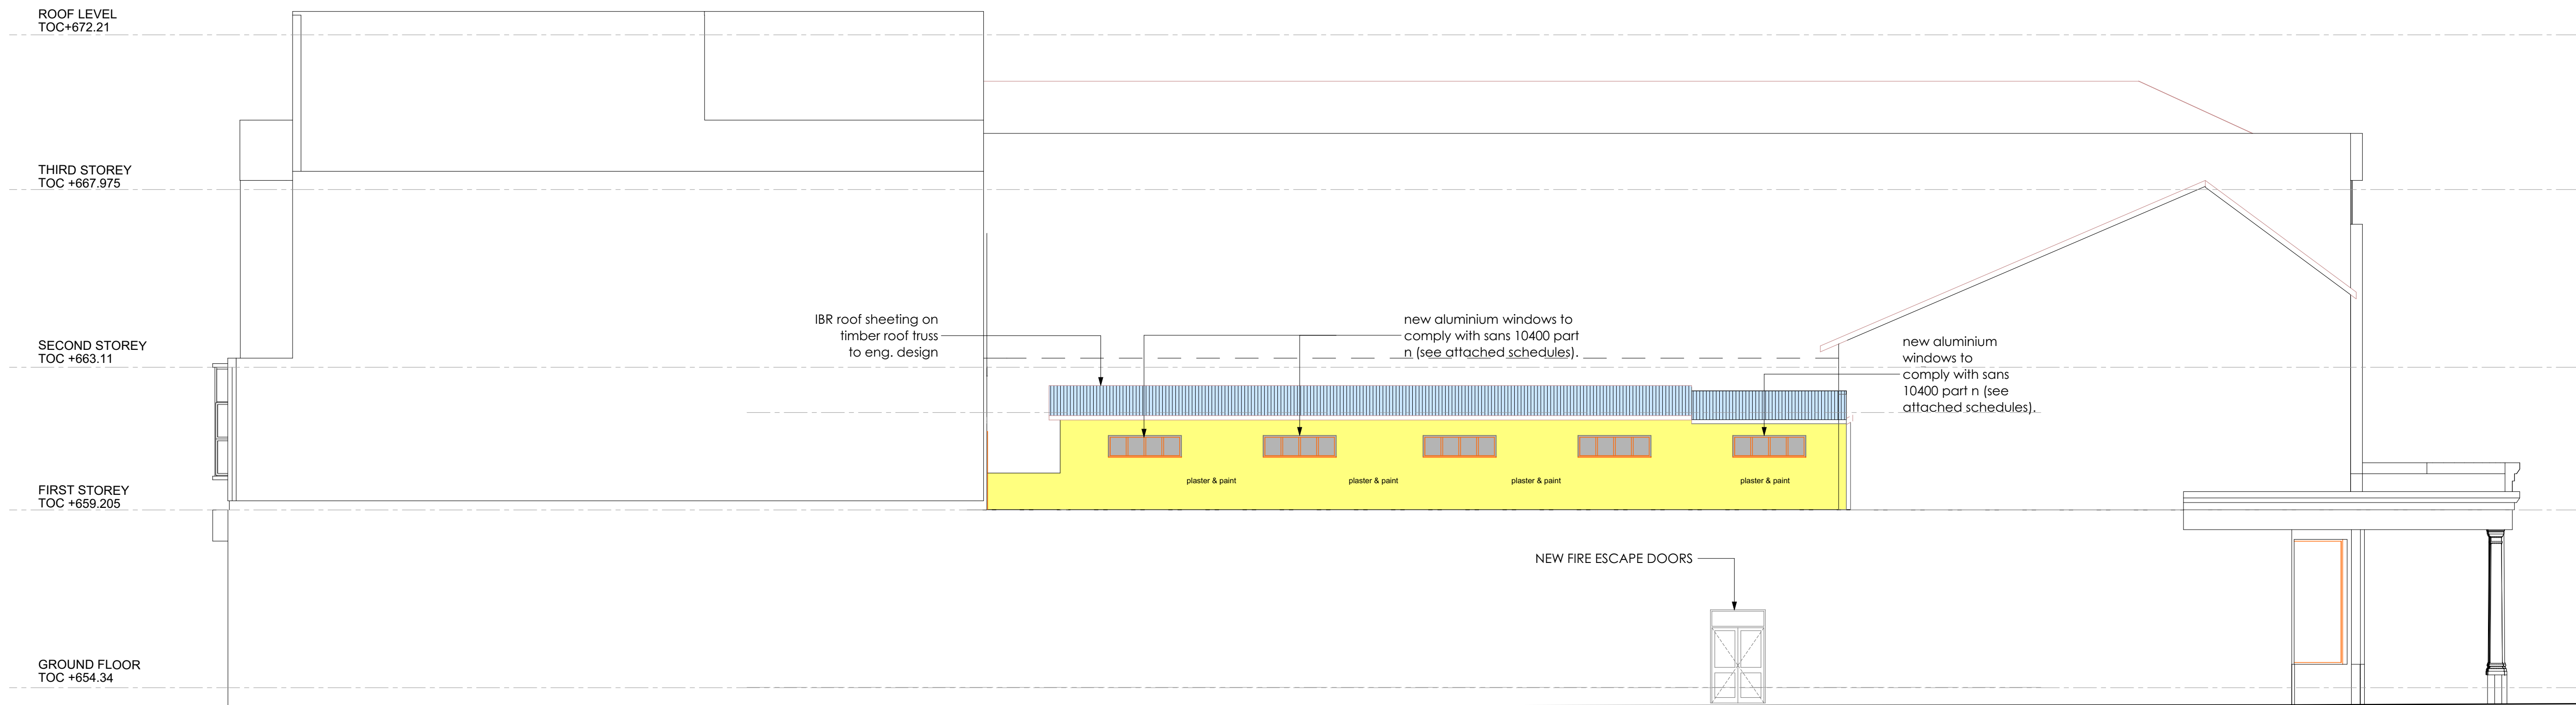 ROOF LEVEL
TOC+672.21
THIRD STOREY
TOC +667.975
SECOND STOREY
TOC +663.11
FIRST STOREY
TOC +659.205
GROUND FLOOR
TOC +654.34
IBR roof sheeting on
timber roof truss
to eng. design
new aluminium windows to
comply with sans 10400 part
n (see attached schedules).
new aluminium
windows to
comply with sans
10400 part n (see
attached schedules).
plaster & paint
plaster & paint
plaster & paint
plaster & paint
NEW FIRE ESCAPE DOORS